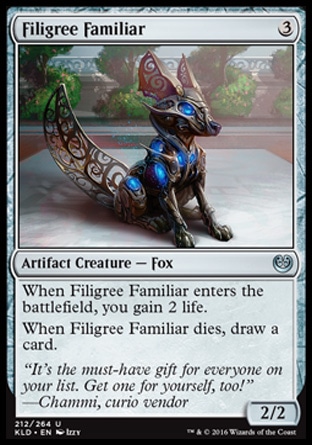 Filigree Familiar 3
Artifact Creature — Fox
When Filigree Familiar enters the
battlefield, you gain 2 life.
When Filigree Familiar dies, draw a
card.
"It's the must-have gift for everyone on
your list. Get one for yourself, too!"
—Chammi, curio vendor
2/2
212/264 U
KLD • EN Izzy
™ & © 2016 Wizards of the Coast